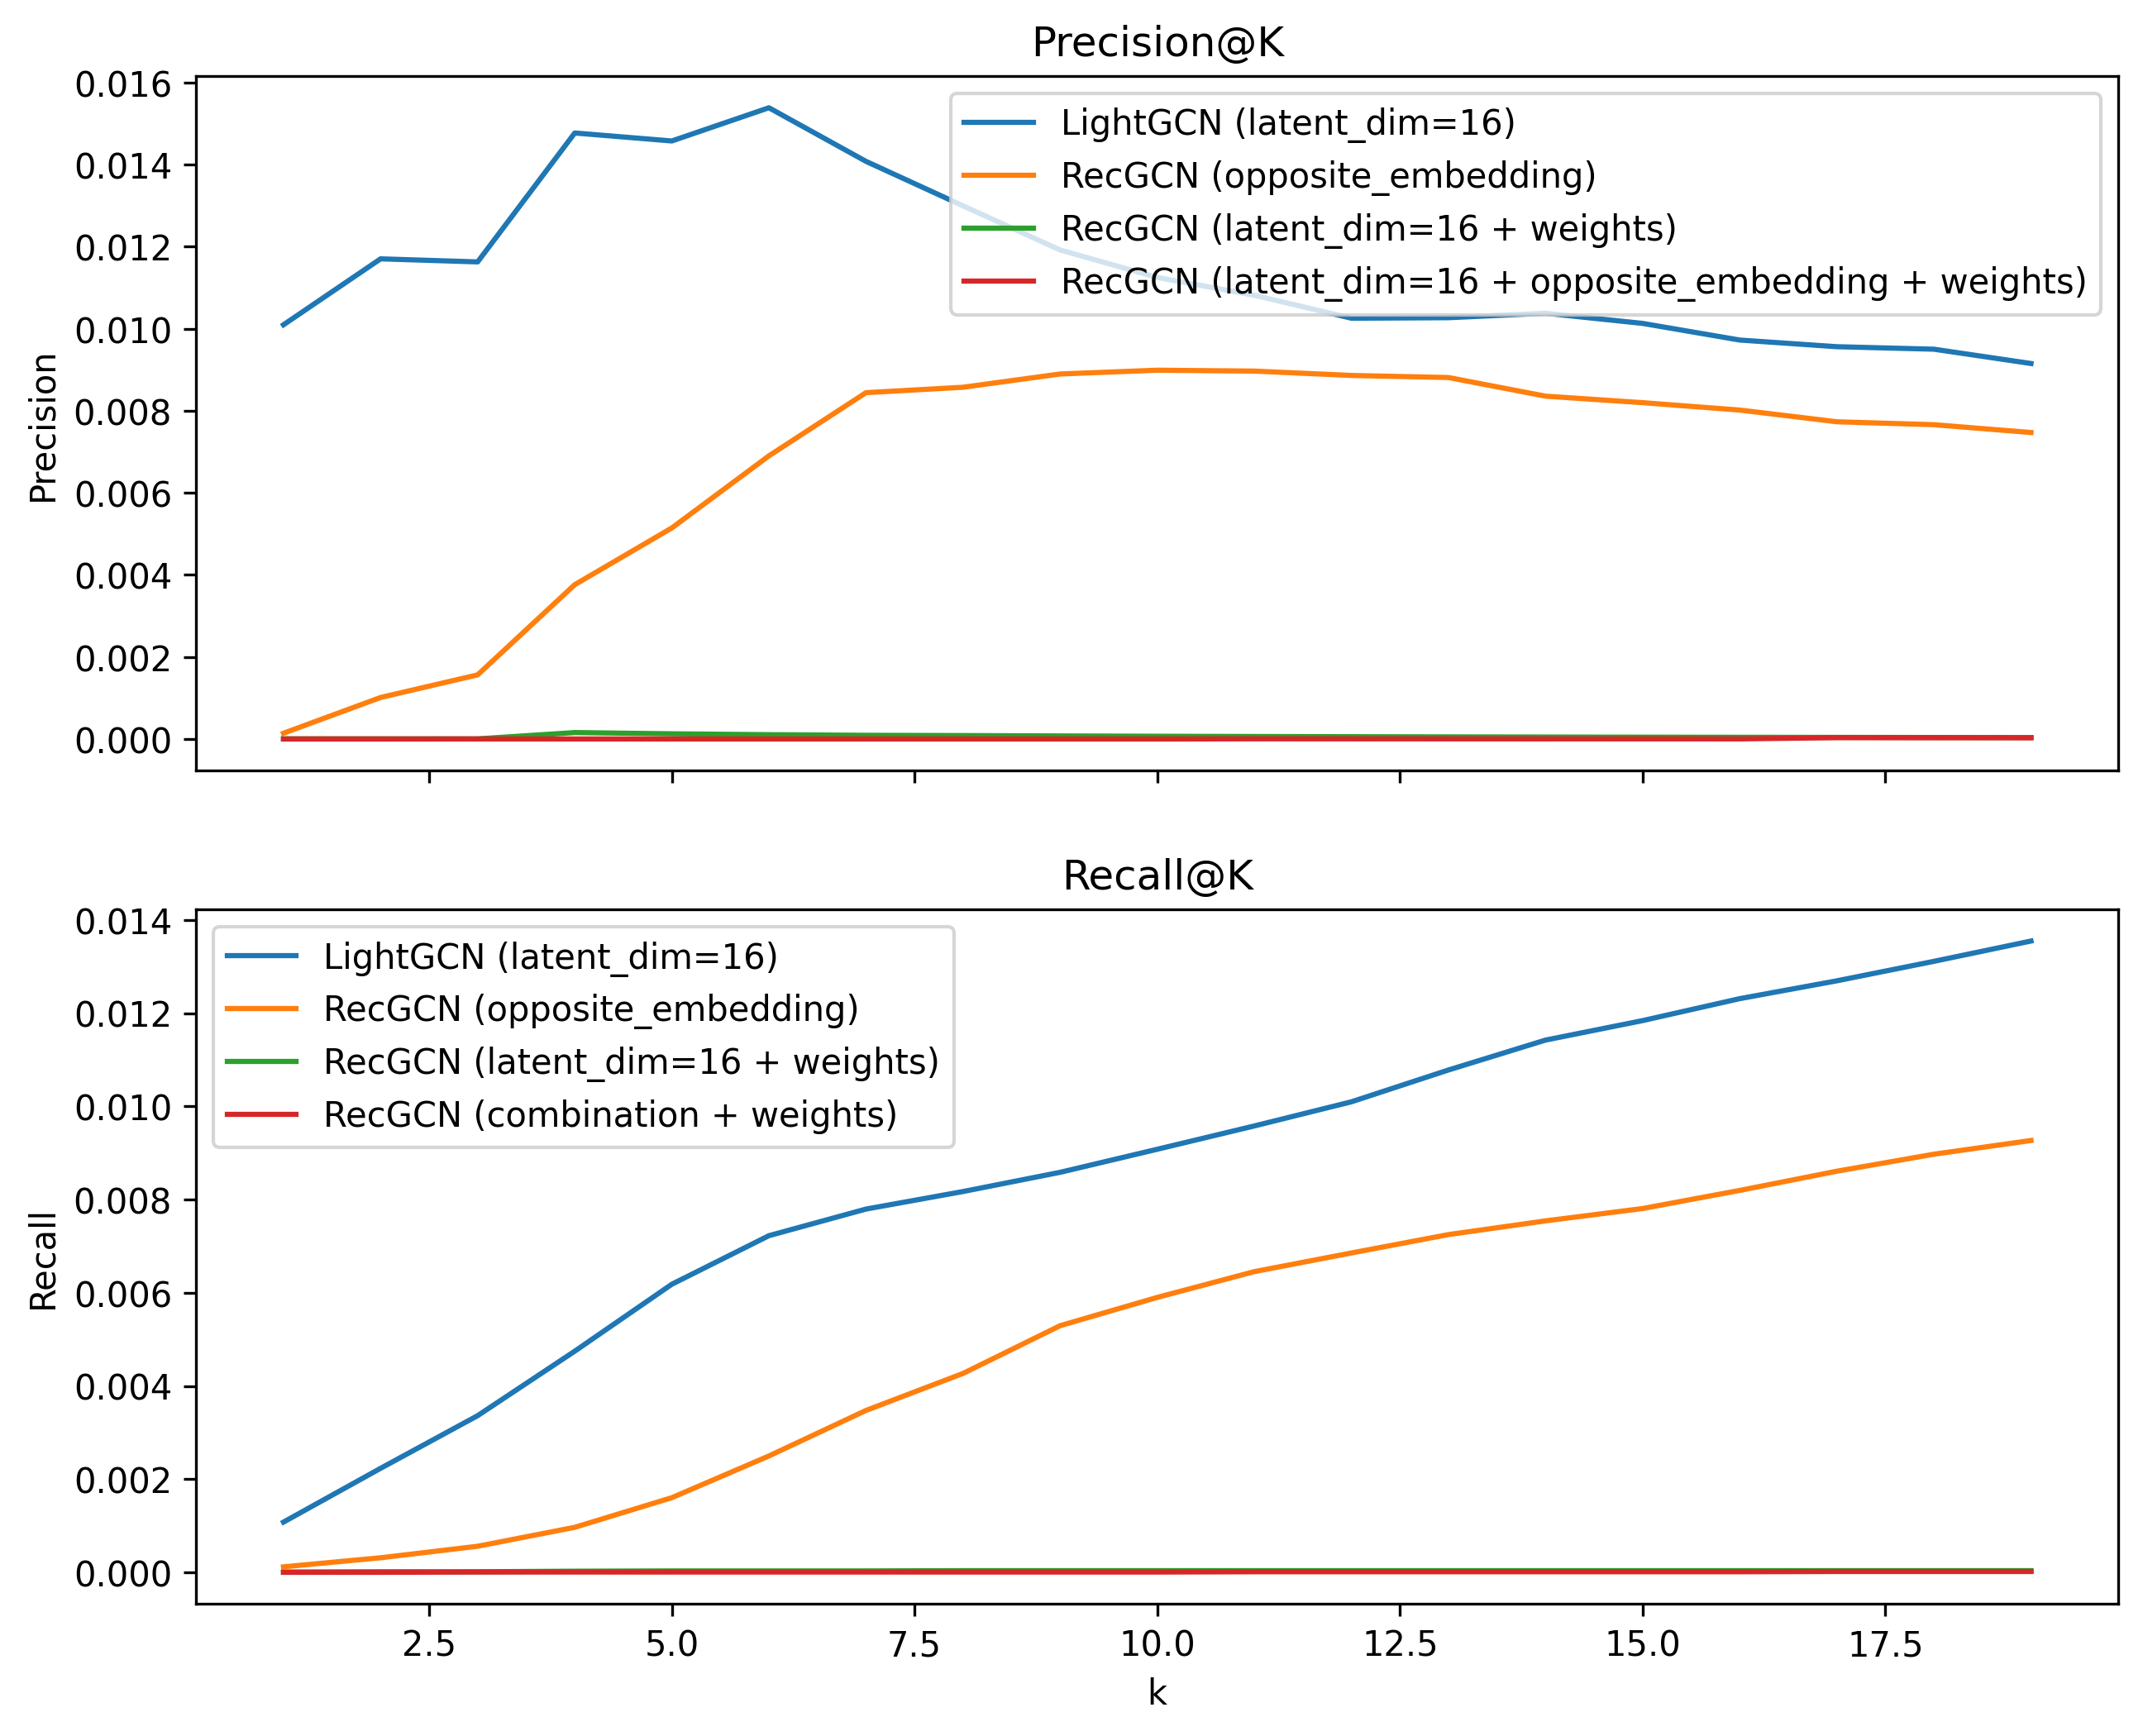 Precision@K
0.016
0.014
0.012
0.010
0.008
0.006
0.004
0.002
0.000
Precision
LightGCN (latent_dim=16)
RecGCN (opposite_embedding)
RecGCN (latent_dim=16 + weights)
RecGCN (latent_dim=16 + opposite_embedding + weights)
Recall@K
0.014
0.012
0.010
0.008
0.006
0.004
0.002
0.000
Recall
LightGCN (latent_dim=16)
RecGCN (opposite_embedding)
RecGCN (latent_dim=16 + weights)
RecGCN (combination + weights)
2.5 5.0 7.5 10.0 12.5 15.0 17.5
k